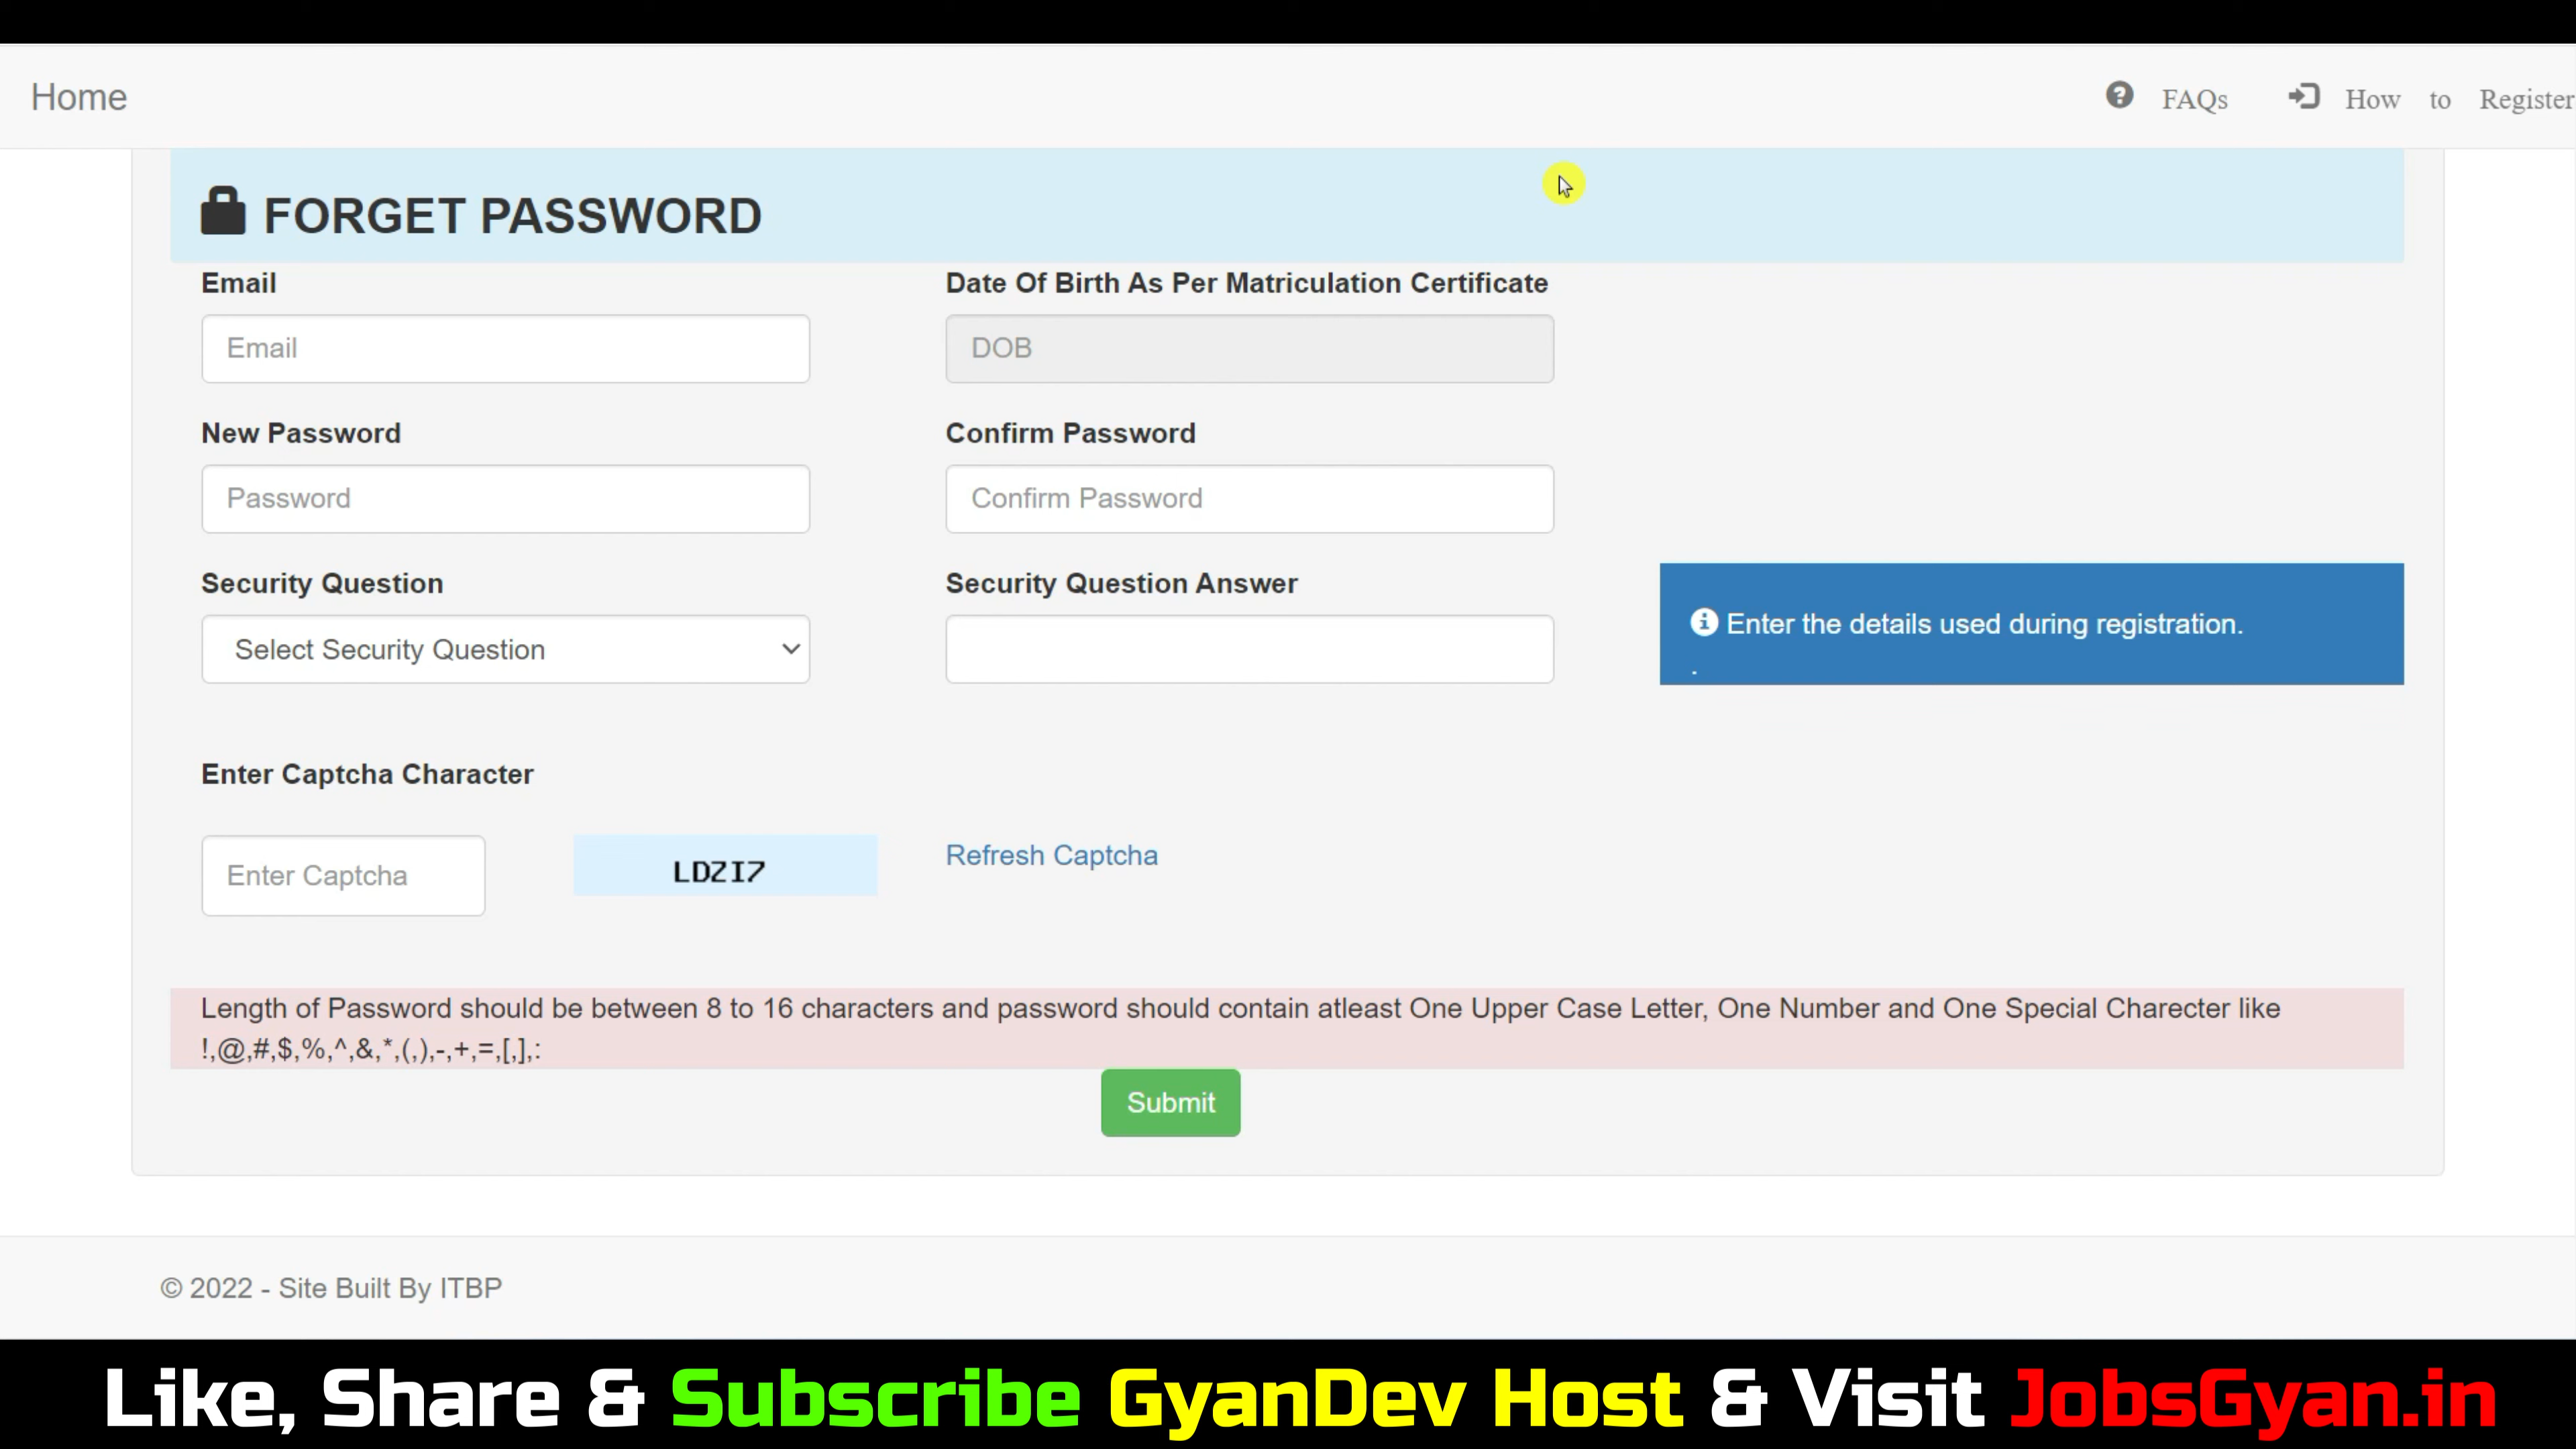 Home
FAQs
How to Register
FORGET PASSWORD
Email
Date Of Birth As Per Matriculation Certificate
Email
DOB
New Password
Confirm Password
Password
Confirm Password
Security Question
Security Question Answer
Select Security Question
Enter the details used during registration.
.
Enter Captcha Character
Enter Captcha
LDZI7
Refresh Captcha
Length of Password should be between 8 to 16 characters and password should contain atleast One Upper Case Letter, One Number and One Special Charecter like
!,@,#,$,%,^,&,*,(,),-,+,=,[,],:
Submit
© 2022 - Site Built By ITBP
Like, Share & Subscribe GyanDev Host & Visit JobsGyan.in